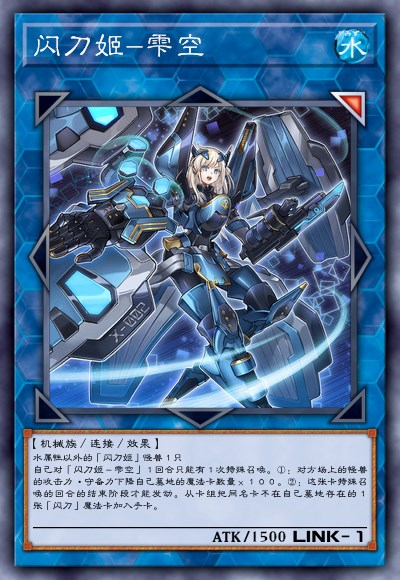 闪刀姬-雫空
水
X-002
【机械族/连接/效果】
水属性以外的「闪刀姬」怪兽1只
自己对「闪刀姬-雫空」1回合只能有1次特殊召唤。①：对方场上的怪兽
的攻击力·守备力下降自己墓地的魔法卡数量×100。②：这张卡特殊召
唤的回合的结束阶段才能发动。从卡组把同名卡不在自己墓地存在的1
张「闪刀」魔法卡加入手卡。
ATK/1500 LINK-1